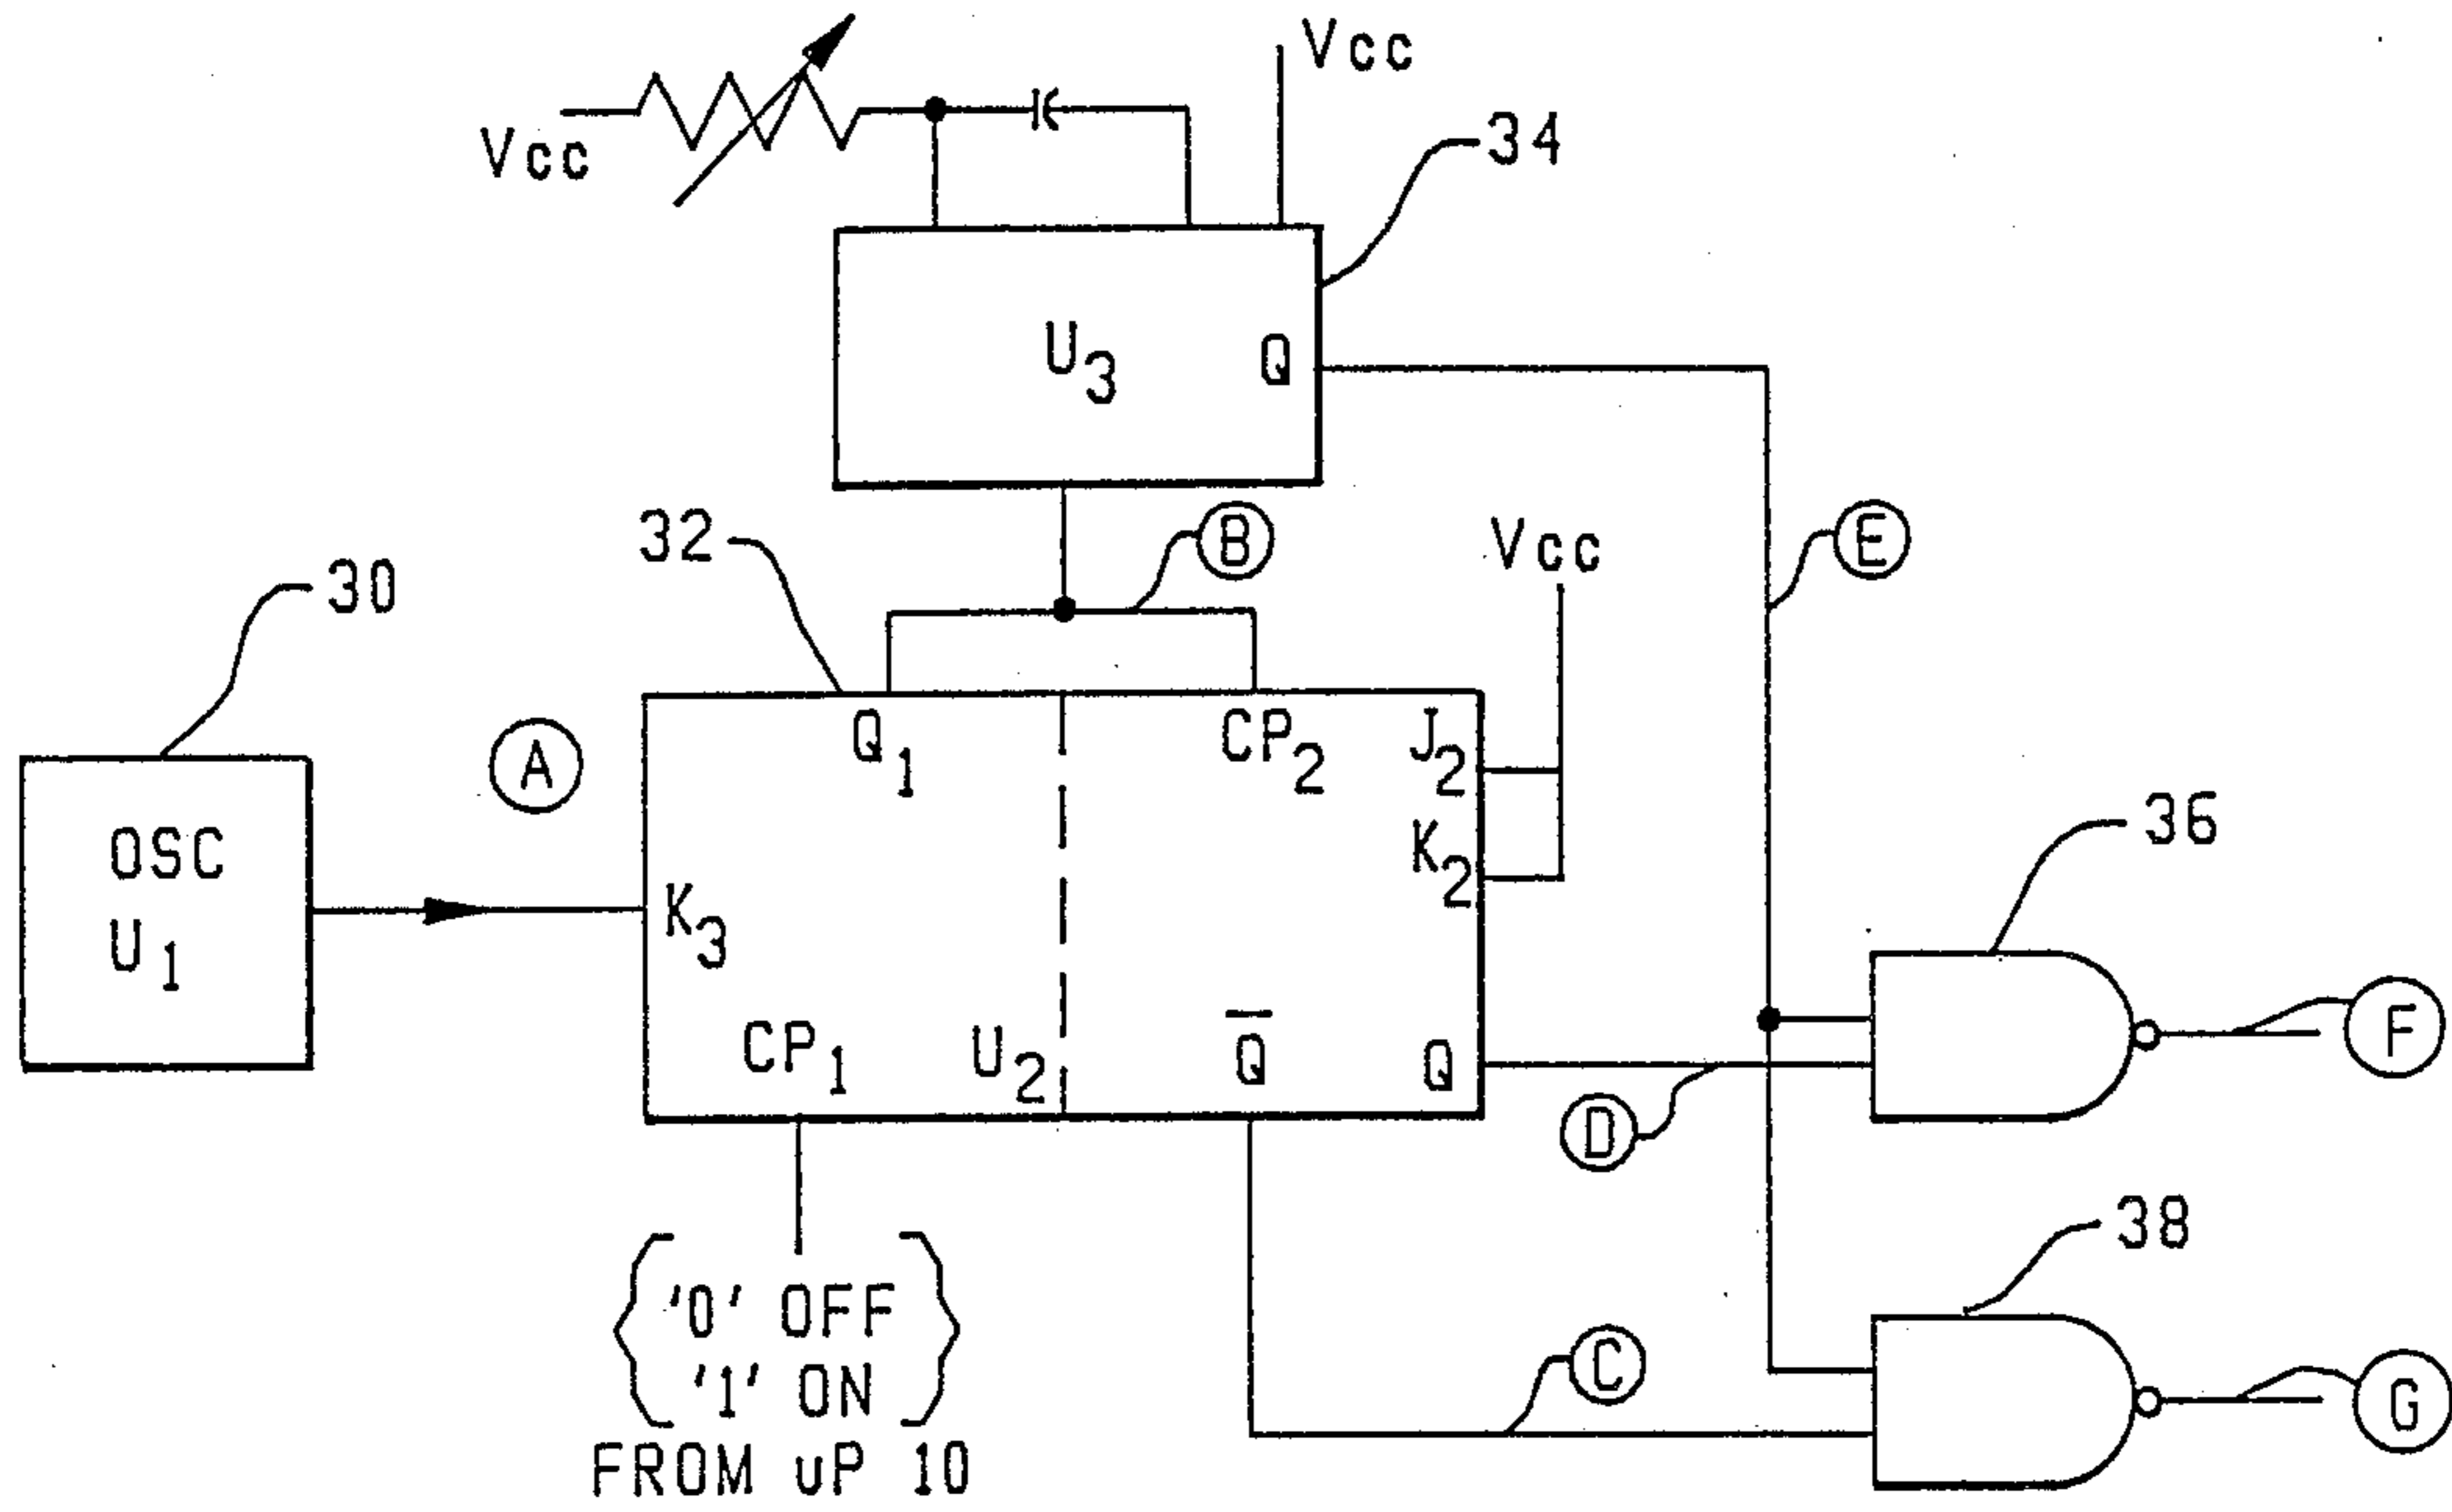 Vcc
Vcc
34
U3
Q
32
B
Vcc
E
30
A
Q1
CP2
J2
K2
36
OSC
U1
K3
CP1
U2
Q̅
Q
F
D
38
'0' OFF
'1' ON
FROM uP 10
C
G